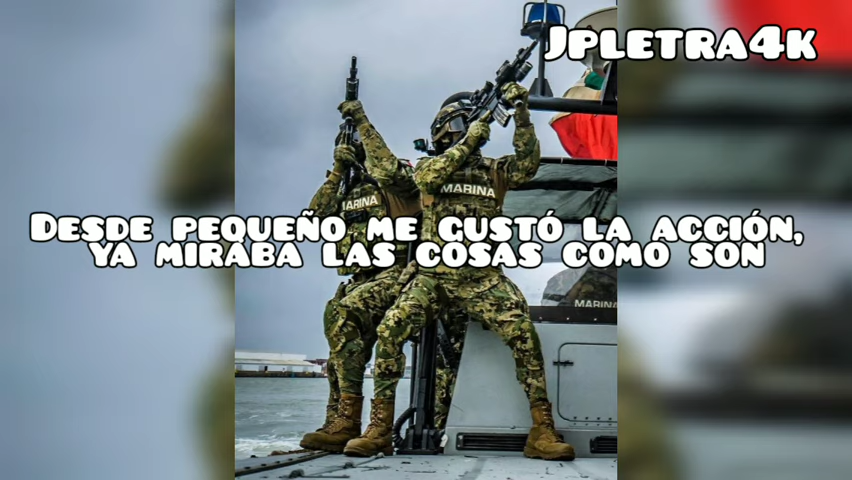 Jpletra4k
MARINA
MARINA
Desde pequeño me gustó la acción,
ya miraba las cosas como son
MARINA